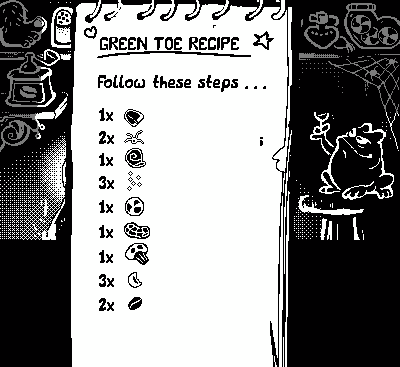 GREEN TOE RECIPE
Follow these steps ...
1x
2x
1x
3x
1x
1x
1x
3x
2x
i